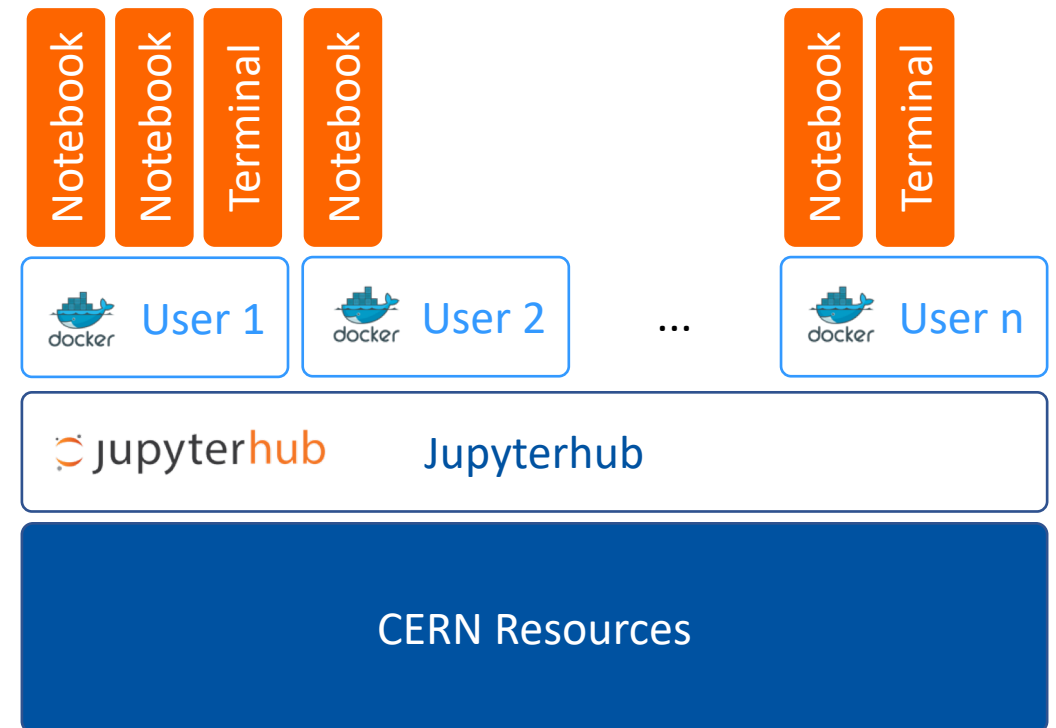 Notebook
Notebook
Terminal
Notebook
Notebook
Terminal
docker User 1
docker User 2
...
docker User n
jupyterhub Jupyterhub
CERN Resources